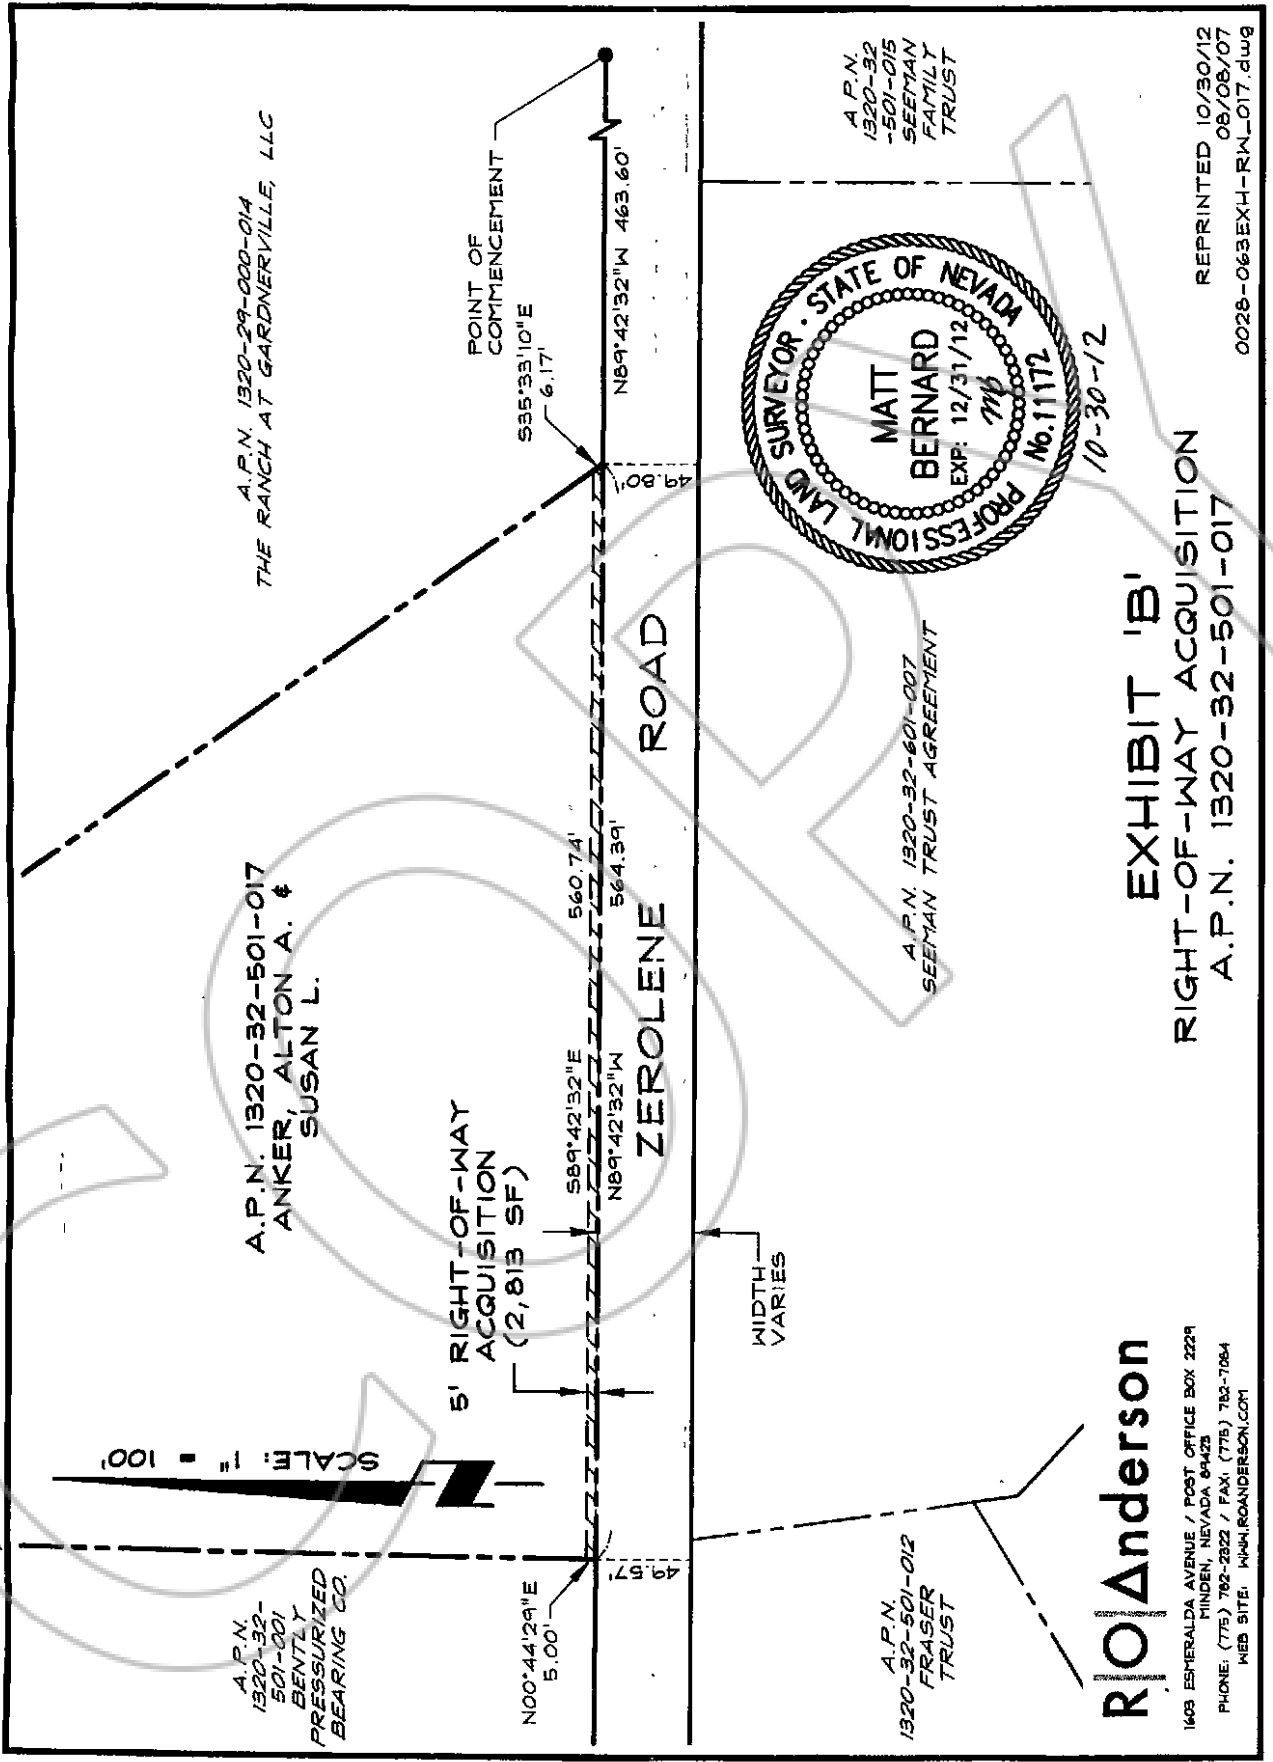 A.P.N.
1320-32-
501-001
BENTLY
PRESSURIZED
BEARING CO.
N00°44'29"E
5.00'
SCALE: 1" = 100'
A.P.N. 1320-32-501-017
ANKER, ALTON A. &
SUSAN L.
5' RIGHT-OF-WAY
ACQUISITION
(2,813 SF)
A.P.N. 1320-29-000-014
THE RANCH AT GARDNERVILLE, LLC
POINT OF
COMMENCEMENT
S35°33'10"E
6.17'
S89°42'32"E 560.74'
N89°42'32"W 564.39'
N89°42'32"W 463.60'
49.57'
49.80'
ZEROLENE ROAD
WIDTH
VARIES
A.P.N.
1320-32-501-012
FRASER
TRUST
A.P.N. 1320-32-601-007
SEEMAN TRUST AGREEMENT
A.P.N.
1320-32
-501-015
SEEMAN
FAMILY
TRUST
PROFESSIONAL LAND SURVEYOR · STATE OF NEVADA
MATT
BERNARD
EXP: 12/31/12
No. 11172
10-30-12
EXHIBIT 'B'
RIGHT-OF-WAY ACQUISITION
A.P.N. 1320-32-501-017
R|O|Anderson
1603 ESMERALDA AVENUE / POST OFFICE BOX 2229
MINDEN, NEVADA 89423
PHONE: (775) 782-2322 / FAX: (775) 782-7084
WEB SITE: WWW.ROANDERSON.COM
REPRINTED 10/30/12
08/08/07
0028-063EXH-RW_017.dwg
COPY